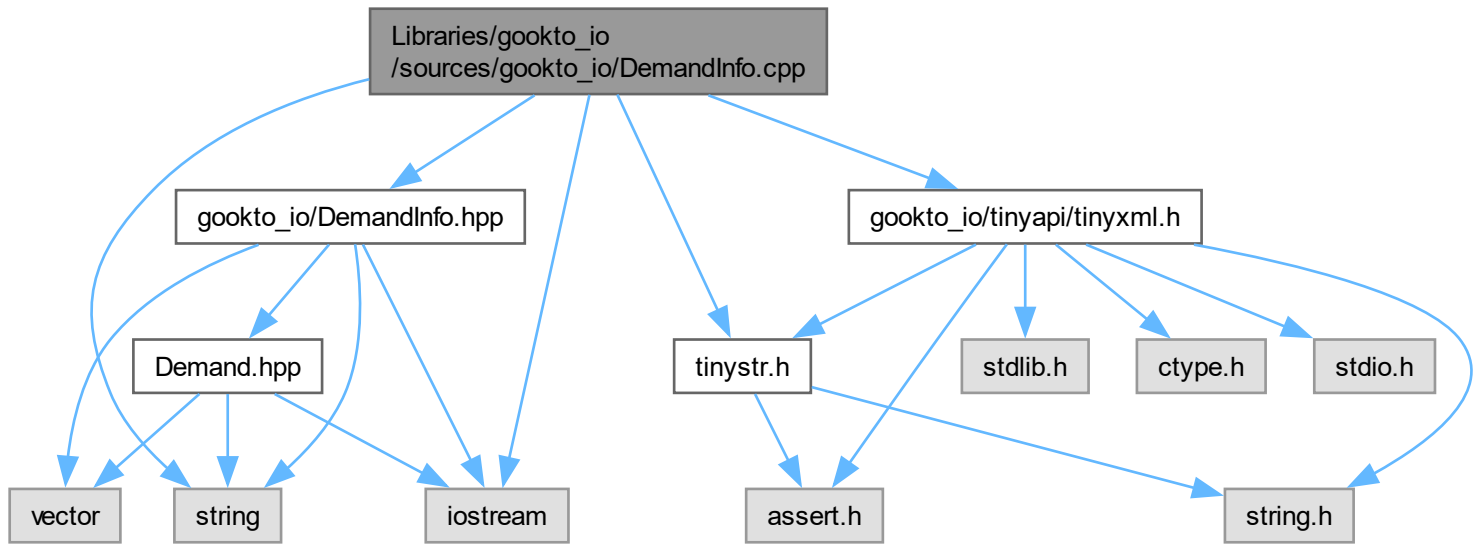 Libraries/gookto_io
/sources/gookto_io/DemandInfo.cpp
gookto_io/DemandInfo.hpp
gookto_io/tinyapi/tinyxml.h
Demand.hpp
tinystr.h
stdlib.h
ctype.h
stdio.h
vector
string
iostream
assert.h
string.h